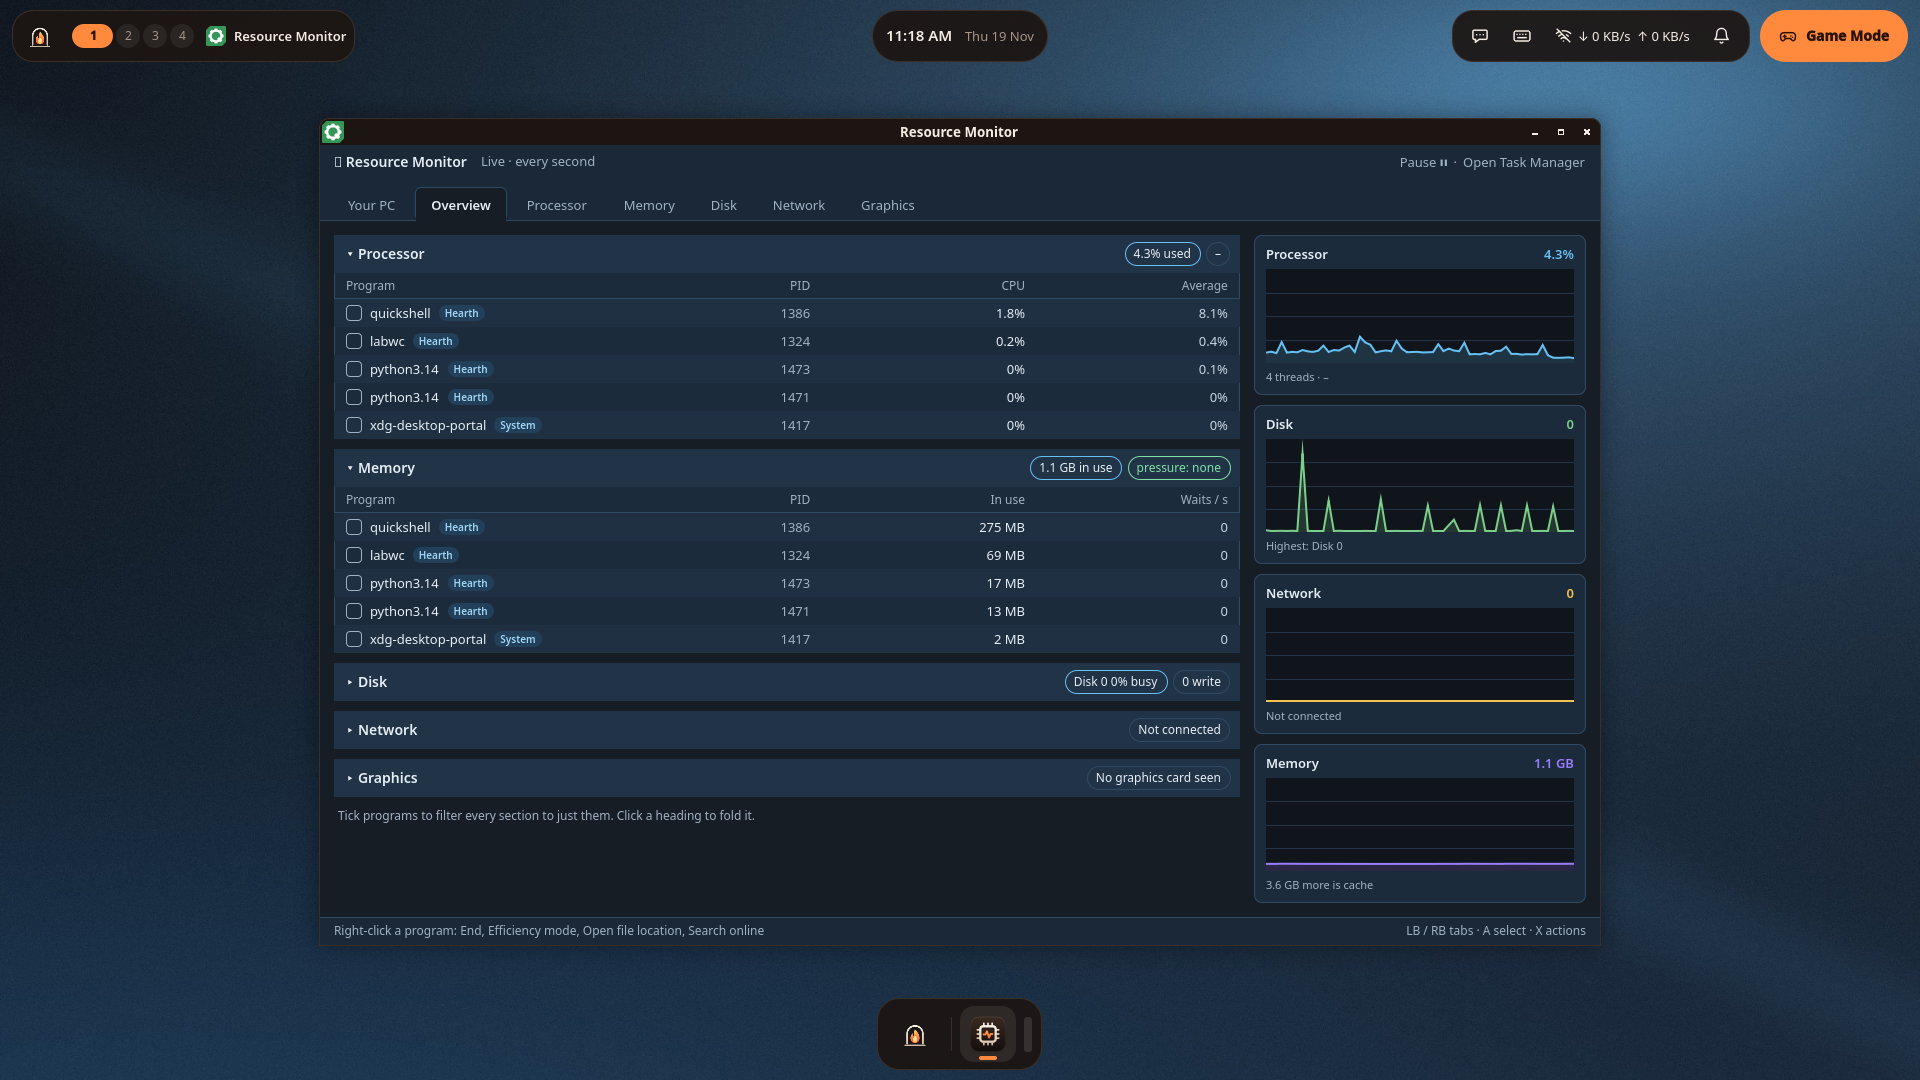 1 2 3 4 Resource Monitor
11:18 AM Thu 19 Nov
↓ 0 KB/s ↑ 0 KB/s
Game Mode
Resource Monitor
Resource Monitor Live · every second
Pause ⏸ · Open Task Manager
Your PC Overview Processor Memory Disk Network Graphics
▾ Processor 4.3% used –
Program PID CPU Average
quickshell Hearth 1386 1.8% 8.1%
labwc Hearth 1324 0.2% 0.4%
python3.14 Hearth 1473 0% 0.1%
python3.14 Hearth 1471 0% 0%
xdg-desktop-portal System 1417 0% 0%
▾ Memory 1.1 GB in use pressure: none
Program PID In use Waits / s
quickshell Hearth 1386 275 MB 0
labwc Hearth 1324 69 MB 0
python3.14 Hearth 1473 17 MB 0
python3.14 Hearth 1471 13 MB 0
xdg-desktop-portal System 1417 2 MB 0
▸ Disk Disk 0 0% busy 0 write
▸ Network Not connected
▸ Graphics No graphics card seen
Tick programs to filter every section to just them. Click a heading to fold it.
Processor 4.3%
4 threads · –
Disk 0
Highest: Disk 0
Network 0
Not connected
Memory 1.1 GB
3.6 GB more is cache
Right-click a program: End, Efficiency mode, Open file location, Search online
LB / RB tabs · A select · X actions